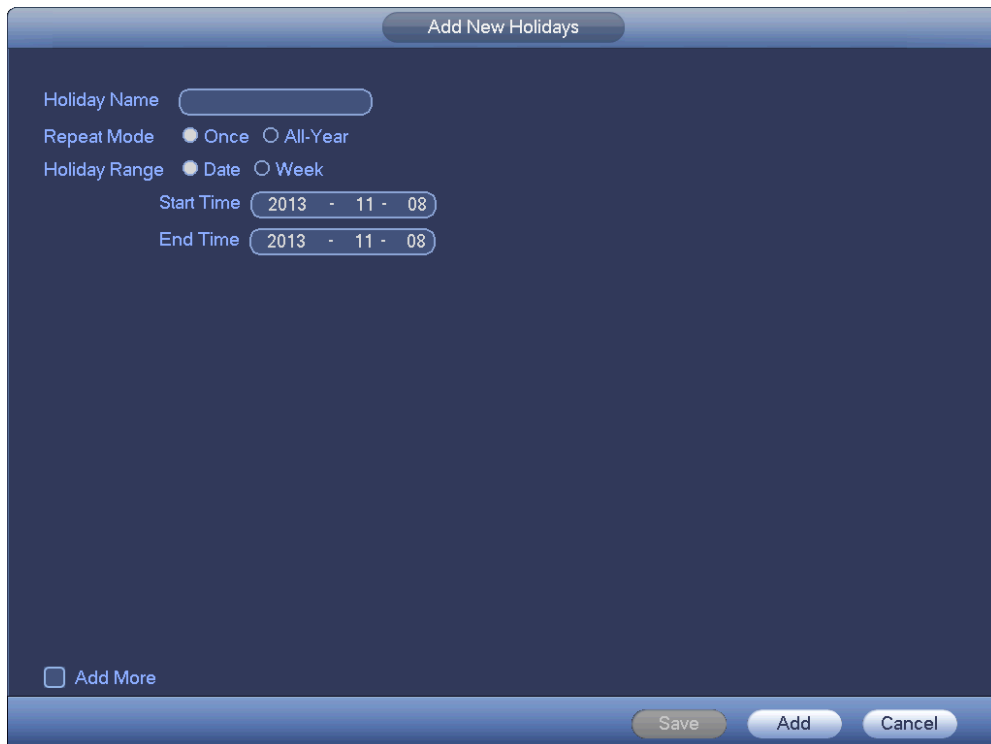 Add New Holidays
Holiday Name
Repeat Mode Once All-Year
Holiday Range Date Week
Start Time 2013 - 11 - 08
End Time 2013 - 11 - 08
Add More
Save Add Cancel